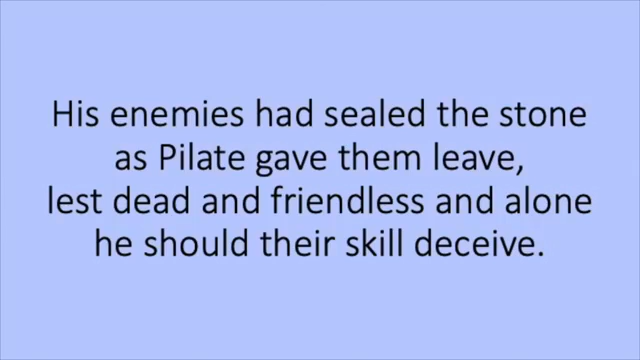 His enemies had sealed the stone
as Pilate gave them leave,
lest dead and friendless and alone
he should their skill deceive.